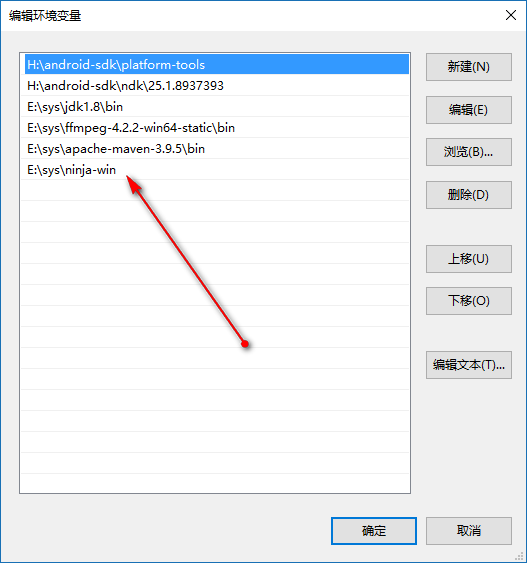 编辑环境变量
H:\android-sdk\platform-tools
H:\android-sdk\ndk\25.1.8937393
E:\sys\jdk1.8\bin
E:\sys\ffmpeg-4.2.2-win64-static\bin
E:\sys\apache-maven-3.9.5\bin
E:\sys\ninja-win
新建(N)
编辑(E)
浏览(B)...
删除(D)
上移(U)
下移(O)
编辑文本(T)...
确定
取消